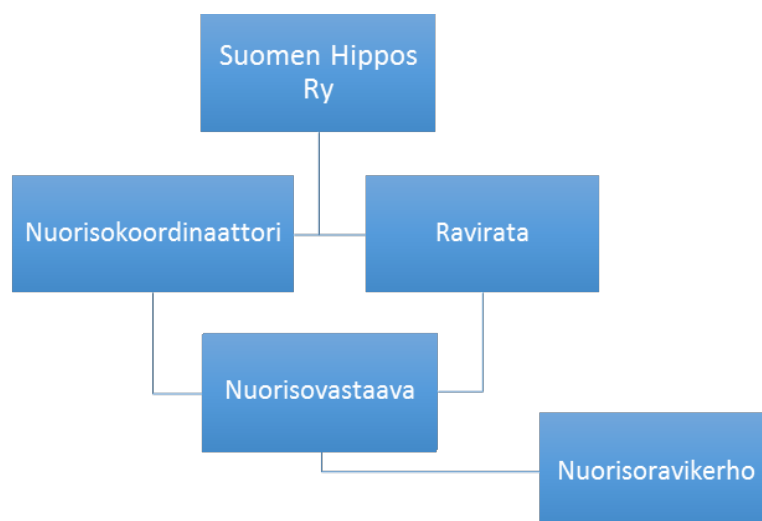 Suomen Hippos
Ry
Nuorisokoordinaattori
Ravirata
Nuorisovastaava
Nuorisoravikerho